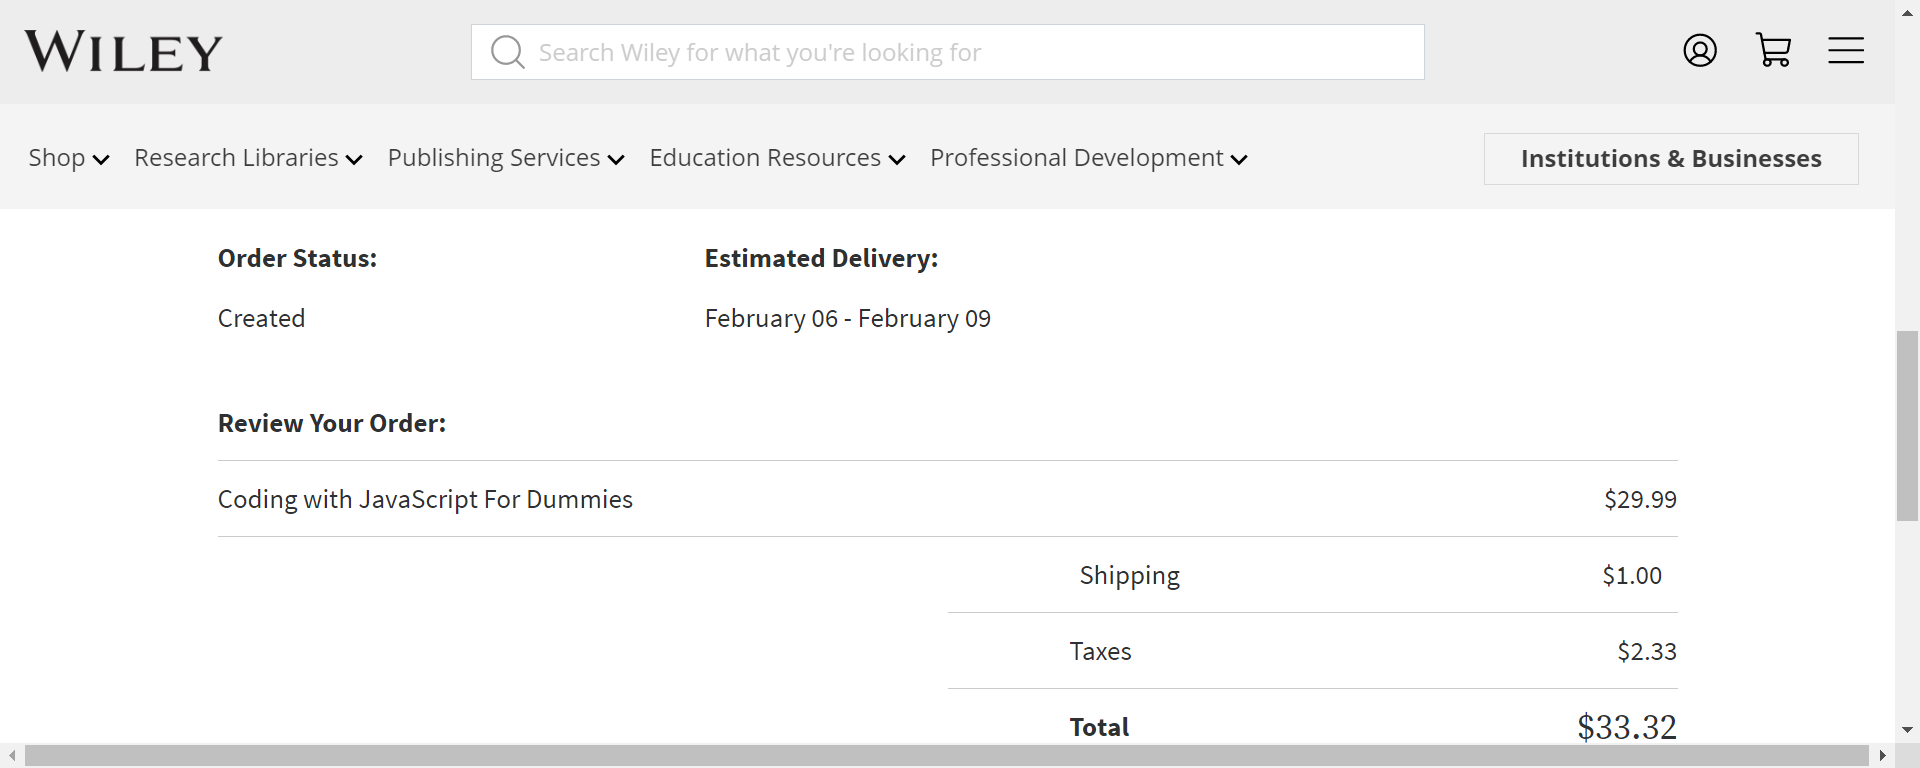 WILEY
Search Wiley for what you're looking for
Shop Research Libraries Publishing Services Education Resources Professional Development Institutions & Businesses
Order Status: Estimated Delivery:
Created February 06 - February 09
Review Your Order:
Coding with JavaScript For Dummies $29.99
Shipping $1.00
Taxes $2.33
Total $33.32